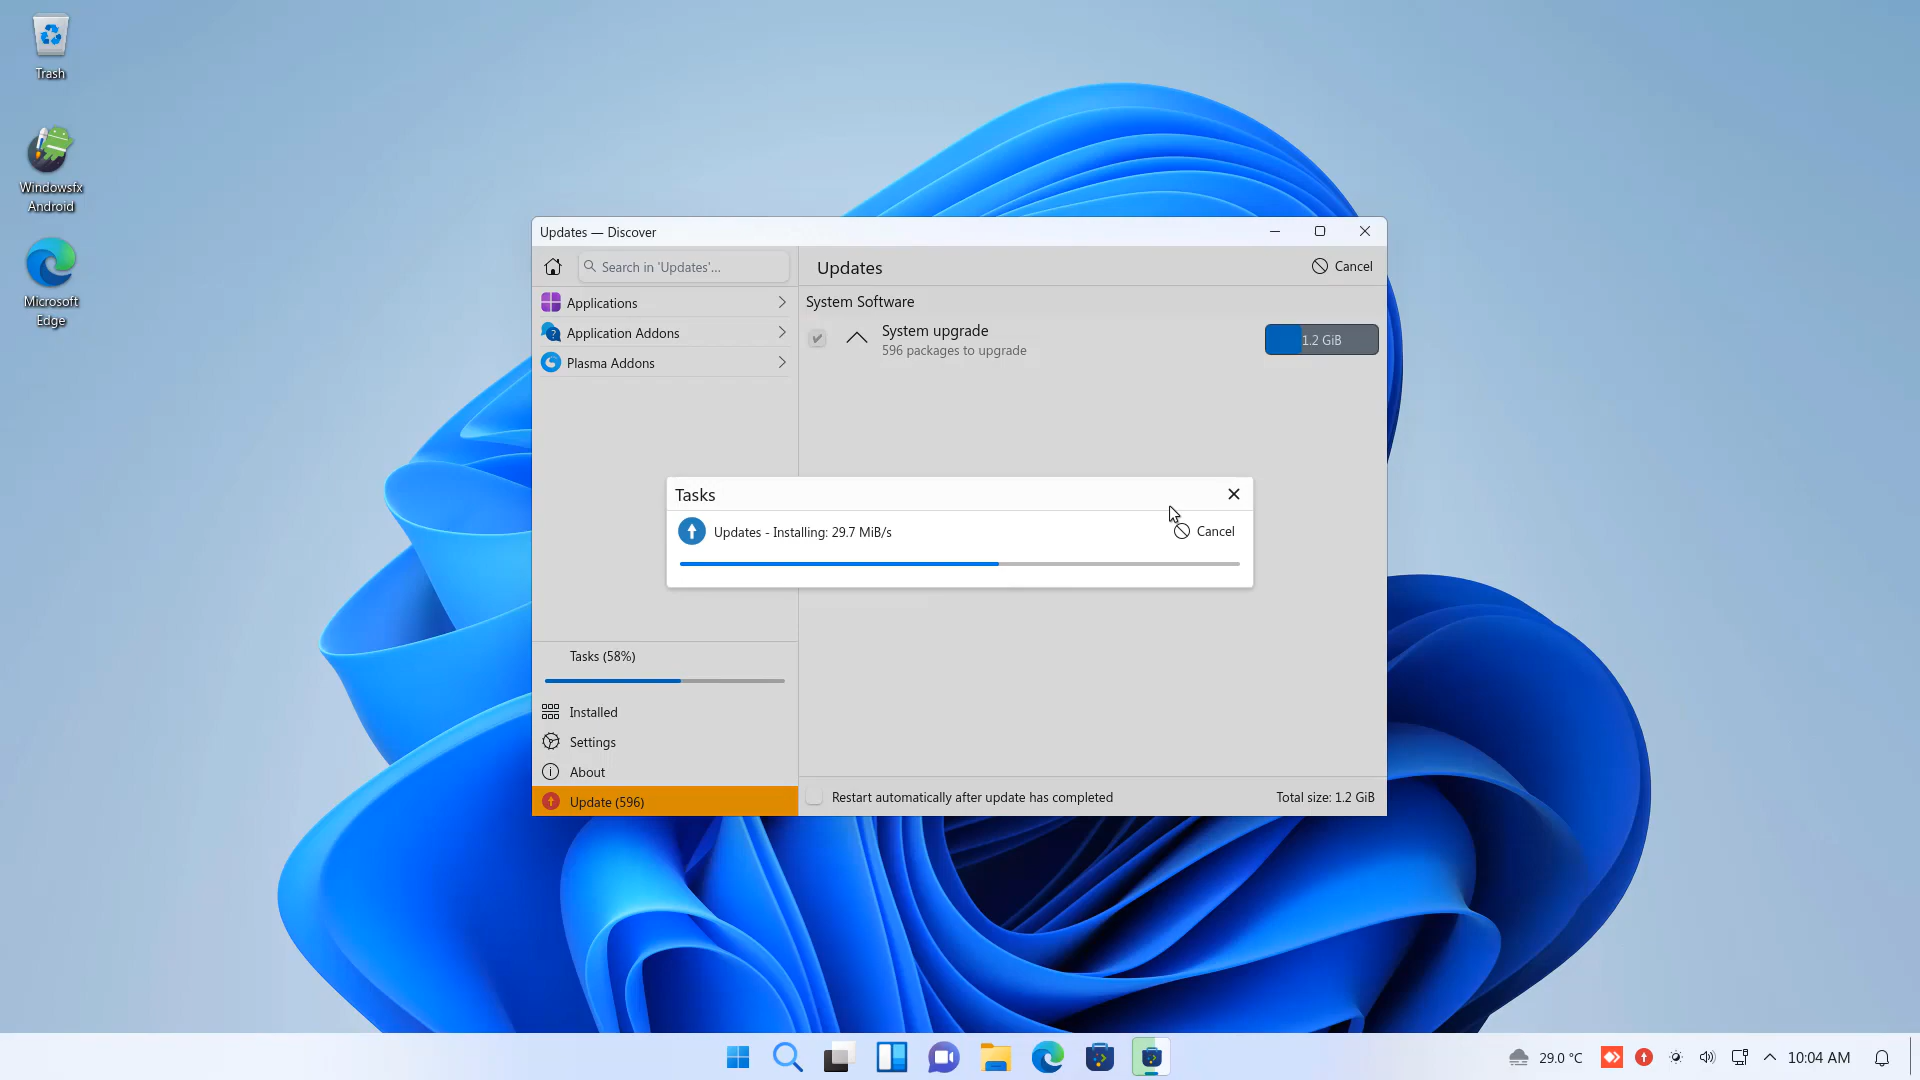 Trash
Windowsfx
Android
Microsoft
Edge
Updates — Discover
Search in 'Updates'...
Updates
Cancel
Applications
Application Addons
Plasma Addons
System Software
System upgrade
596 packages to upgrade
1.2 GiB
Tasks
Updates - Installing: 29.7 MiB/s
Cancel
Tasks (58%)
Installed
Settings
About
Update (596)
Restart automatically after update has completed
Total size: 1.2 GiB
29.0 °C
10:04 AM